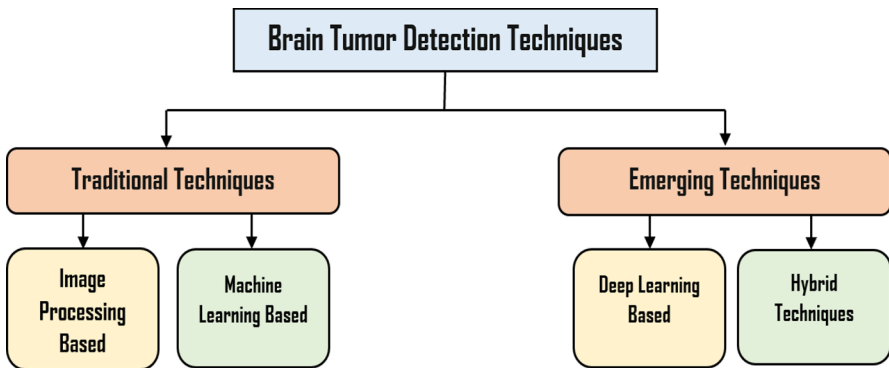 Brain Tumor Detection Techniques
Traditional Techniques
Emerging Techniques
Image
Processing
Based
Machine
Learning Based
Deep Learning
Based
Hybrid
Techniques